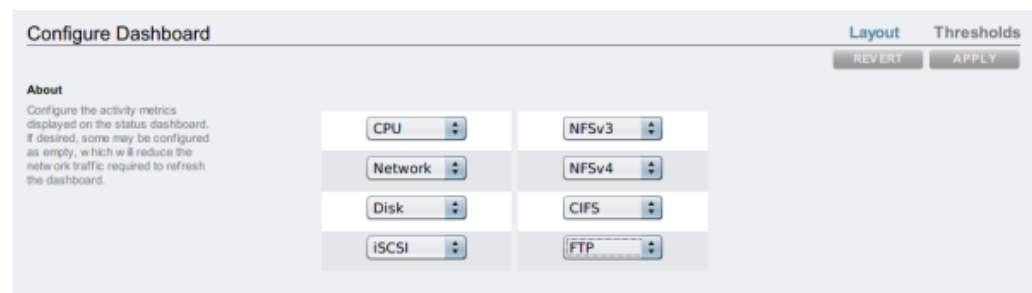 Configure Dashboard
Layout Thresholds
REVERT APPLY
About
Configure the activity metrics
displayed on the status dashboard.
If desired, some may be configured
as empty, which will reduce the
network traffic required to refresh
the dashboard.
CPU NFSv3
Network NFSv4
Disk CIFS
iSCSI FTP